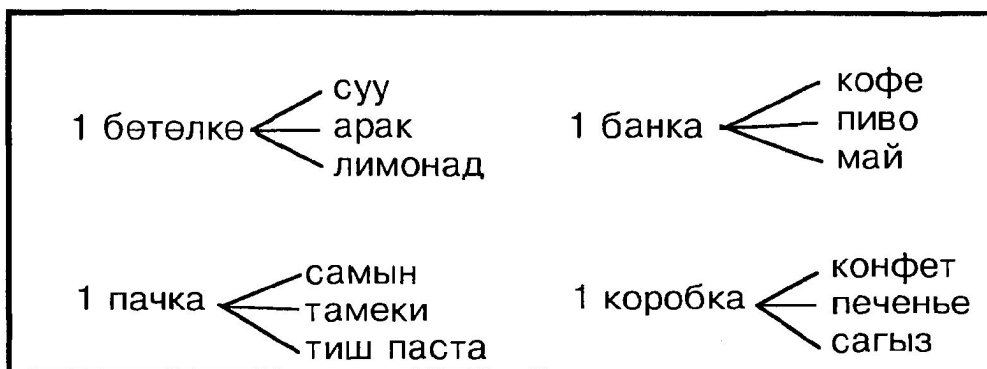 1 бөтөлкө
суу
арак
лимонад
1 банка
кофе
пиво
май
1 пачка
самын
тамеки
тиш паста
1 коробка
конфет
печенье
сагыз